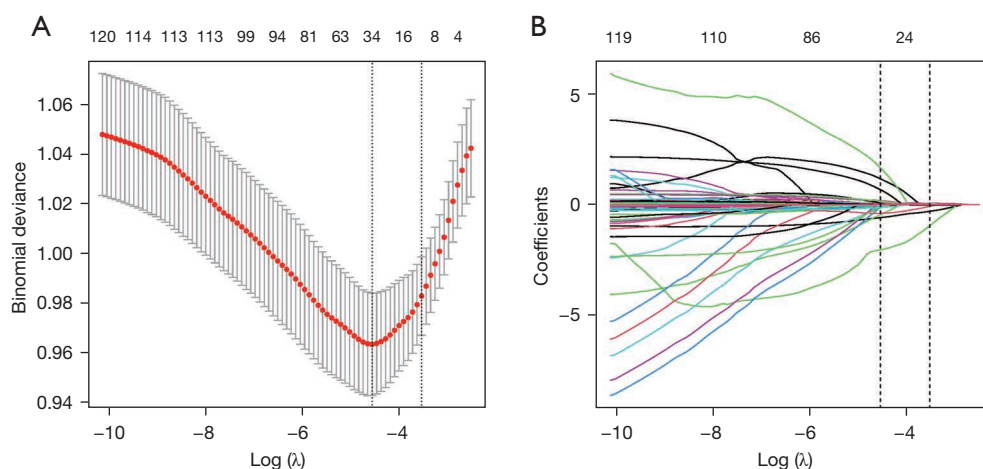 A
120 114 113 113 99 94 81 63 34 16 8 4
Binomial deviance
1.06
1.04
1.02
1.00
0.98
0.96
0.94
−10 −8 −6 −4
Log (λ)
B
119 110 86 24
Coefficients
5
0
−5
−10 −8 −6 −4
Log (λ)